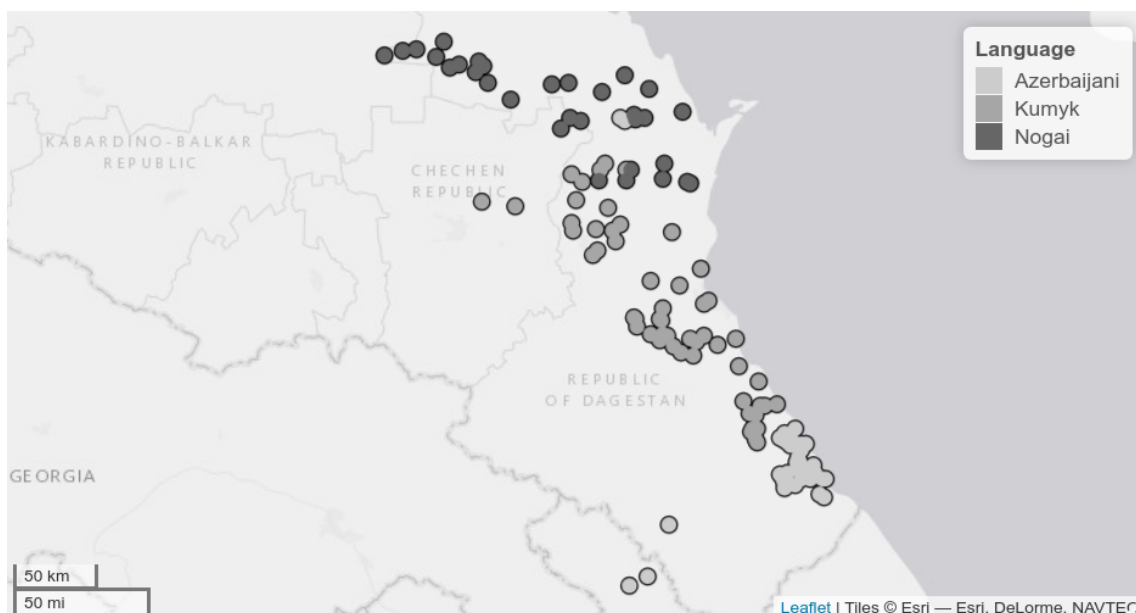 Language
Azerbaijani
Kumyk
Nogai
KABARDINO-BALKAR
REPUBLIC
CHECHEN
REPUBLIC
REPUBLIC
OF DAGESTAN
GEORGIA
50 km
50 mi
Leaflet | Tiles © Esri — Esri, DeLorme, NAVTEQ